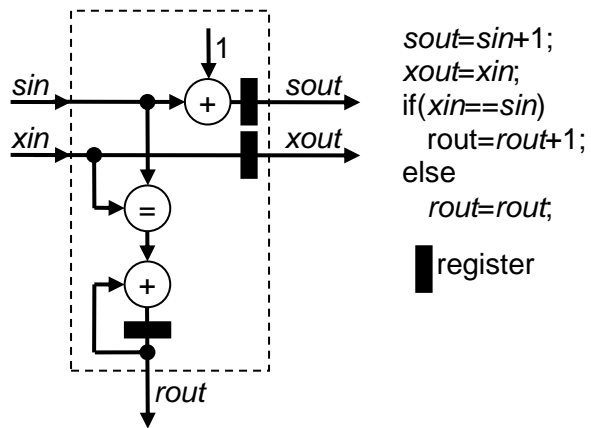 1
sin
+
sout
xin
xout
=
+
rout
sout=sin+1;
xout=xin;
if(xin==sin)
rout=rout+1;
else
rout=rout;
register